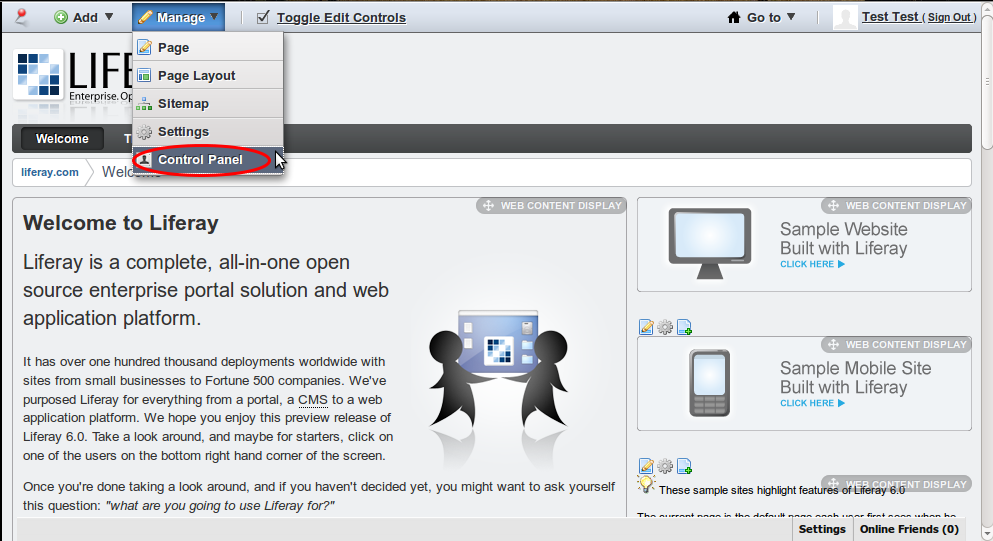 Add Manage Toggle Edit Controls Go to Test Test ( Sign Out )
Page
Page Layout
Sitemap
Settings
Control Panel
Enterprise.
Welcome
liferay.com
WEB CONTENT DISPLAY
Welcome to Liferay
Liferay is a complete, all-in-one open
source enterprise portal solution and web
application platform.
It has over one hundred thousand deployments worldwide with
sites from small businesses to Fortune 500 companies. We've
purposed Liferay for everything from a portal, a CMS to a web
application platform. We hope you enjoy this preview release of
Liferay 6.0. Take a look around, and maybe for starters, click on
one of the users on the bottom right hand corner of the screen.
Once you're done taking a look around, and if you haven't decided yet, you might want to ask yourself
this question: "what are you going to use Liferay for?"
WEB CONTENT DISPLAY
Sample Website
Built with Liferay
CLICK HERE
WEB CONTENT DISPLAY
Sample Mobile Site
Built with Liferay
CLICK HERE
WEB CONTENT DISPLAY
These sample sites highlight features of Liferay 6.0
The current page is the default page each user first sees when he
Settings Online Friends (0)